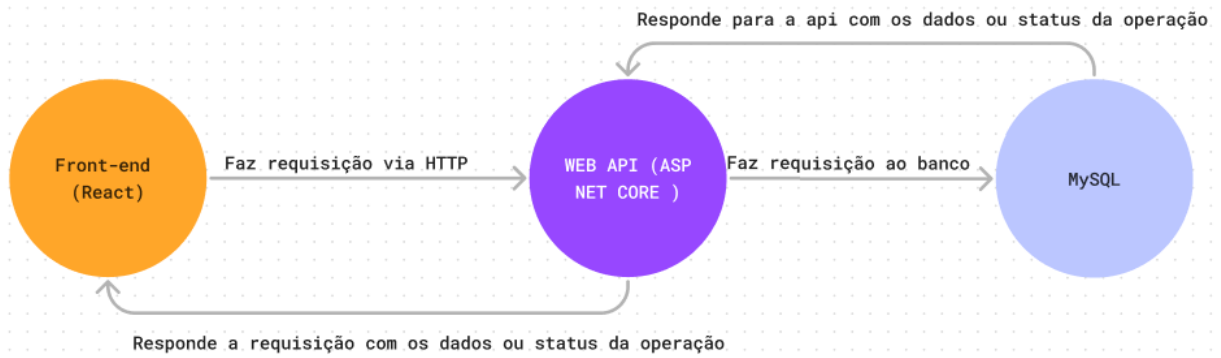 Responde para a api com os dados ou status da operação
Front-end
(React)
Faz requisição via HTTP
WEB API (ASP
NET CORE )
Faz requisição ao banco
MySQL
Responde a requisição com os dados ou status da operação